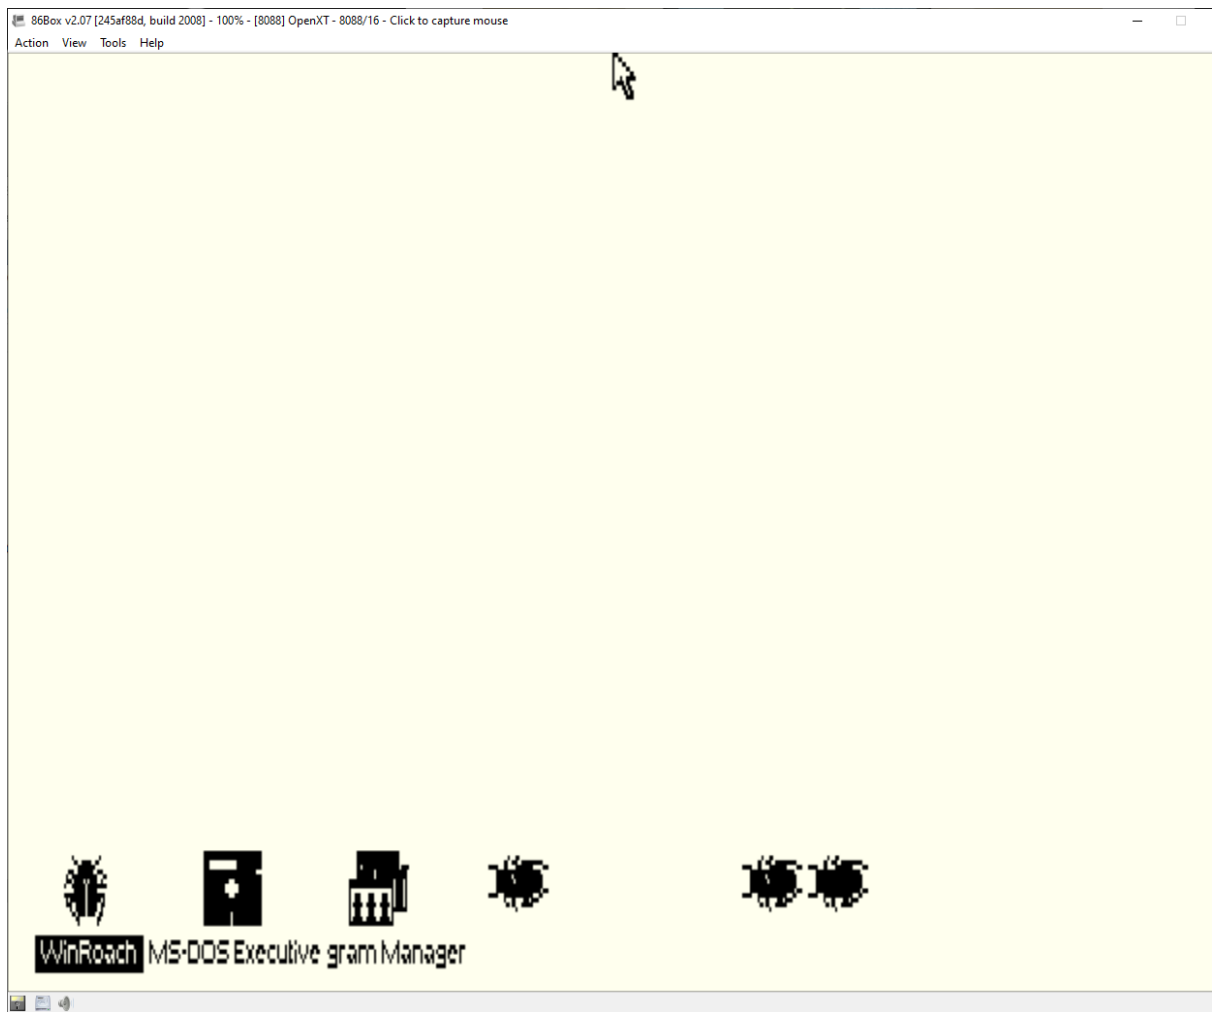 86Box v2.07 [245af88d, build 2008] - 100% - [8088] OpenXT - 8088/16 - Click to capture mouse
Action View Tools Help
WinRoach MS-DOS Executive gram Manager